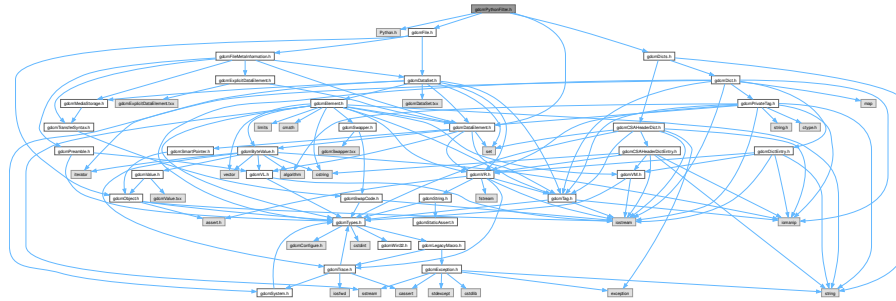 gdcmPythonFilter.h
Python.h
gdcmFile.h
gdcmDicts.h
gdcmFileMetaInformation.h
gdcmExplicitDataElement.h
gdcmDataSet.h
gdcmDict.h
gdcmMediaStorage.h
gdcmExplicitDataElement.txx
gdcmElement.h
gdcmDataSet.txx
gdcmPrivateTag.h
map
gdcmTransferSyntax.h
limits
cmath
gdcmSwapper.h
gdcmDataElement.h
gdcmCSAHeaderDict.h
string.h
ctype.h
gdcmPreamble.h
gdcmSmartPointer.h
gdcmByteValue.h
gdcmSwapper.txx
set
gdcmCSAHeaderDictEntry.h
gdcmDictEntry.h
iterator
gdcmValue.h
vector
gdcmVL.h
algorithm
cstring
gdcmVR.h
gdcmVM.h
gdcmObject.h
gdcmValue.txx
gdcmSwapCode.h
gdcmString.h
fstream
gdcmTag.h
assert.h
gdcmTypes.h
gdcmStaticAssert.h
iostream
iomanip
gdcmConfigure.h
cstdint
gdcmWin32.h
gdcmLegacyMacro.h
gdcmTrace.h
gdcmException.h
gdcmSystem.h
iosfwd
sstream
cassert
stdexcept
cstdlib
exception
string